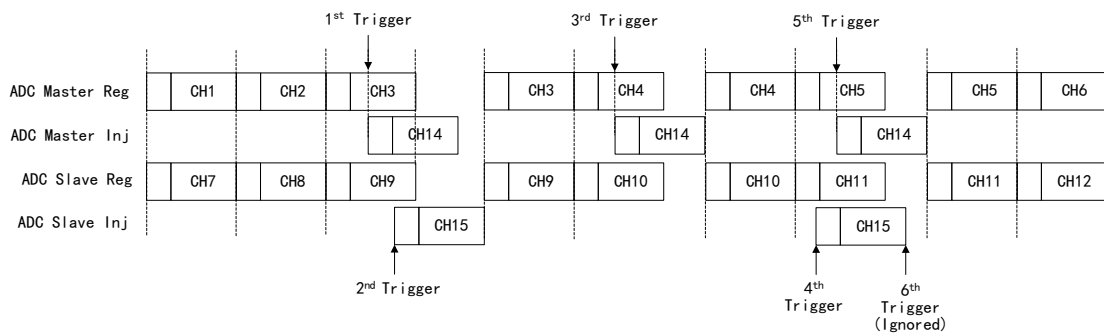 1st Trigger 3rd Trigger 5th Trigger
ADC Master Reg CH1 CH2 CH3 CH3 CH4 CH4 CH5 CH5 CH6
ADC Master Inj CH14 CH14 CH14
ADC Slave Reg CH7 CH8 CH9 CH9 CH10 CH10 CH11 CH11 CH12
ADC Slave Inj CH15 CH15
2nd Trigger 4th Trigger 6th Trigger (Ignored)